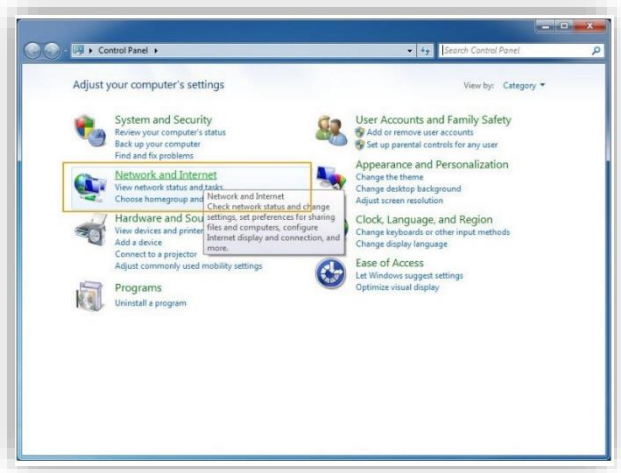 Control Panel
Search Control Panel
Adjust your computer's settings
View by: Category
System and Security
Review your computer's status
Back up your computer
Find and fix problems
Network and Internet
View network status and tasks
Choose homegroup and
Network and Internet
Check network status and change
settings, set preferences for sharing
files and computers, configure
Internet display and connection, and
more.
Hardware and Sou
View devices and printer
Add a device
Connect to a projector
Adjust commonly used mobility settings
Programs
Uninstall a program
User Accounts and Family Safety
Add or remove user accounts
Set up parental controls for any user
Appearance and Personalization
Change the theme
Change desktop background
Adjust screen resolution
Clock, Language, and Region
Change keyboards or other input methods
Change display language
Ease of Access
Let Windows suggest settings
Optimize visual display